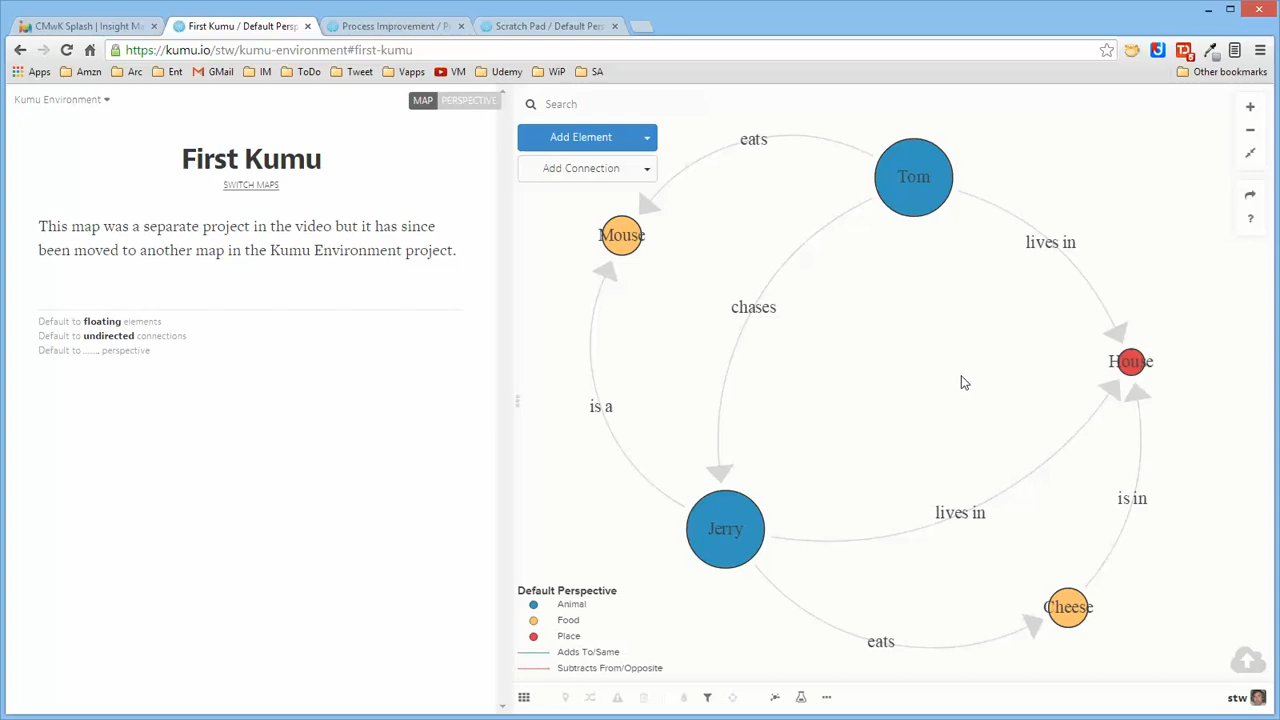 CMwK Splash | Insight M
First Kumu / Default Persp
Process Improvement / P
Scratch Pad / Default Per
https://kumu.io/stw/kumu-environment#first-kumu
Apps Amzn Arc Ent GMail IM ToDo Tweet Vapps VM Udemy WiP SA Other bookmarks
Kumu Environment
MAP PERSPECTIVE
First Kumu
SWITCH MAPS
This map was a separate project in the video but it has since
been moved to another map in the Kumu Environment project.
Default to floating elements
Default to undirected connections
Default to ......, perspective
Search
Add Element
Add Connection
eats
Tom
Mouse
lives in
chases
House
is a
is in
lives in
Jerry
Cheese
eats
Default Perspective
Animal
Food
Place
Adds To/Same
Subtracts From/Opposite
stw